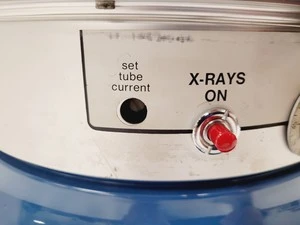 set
tube
current
X-RAYS
ON